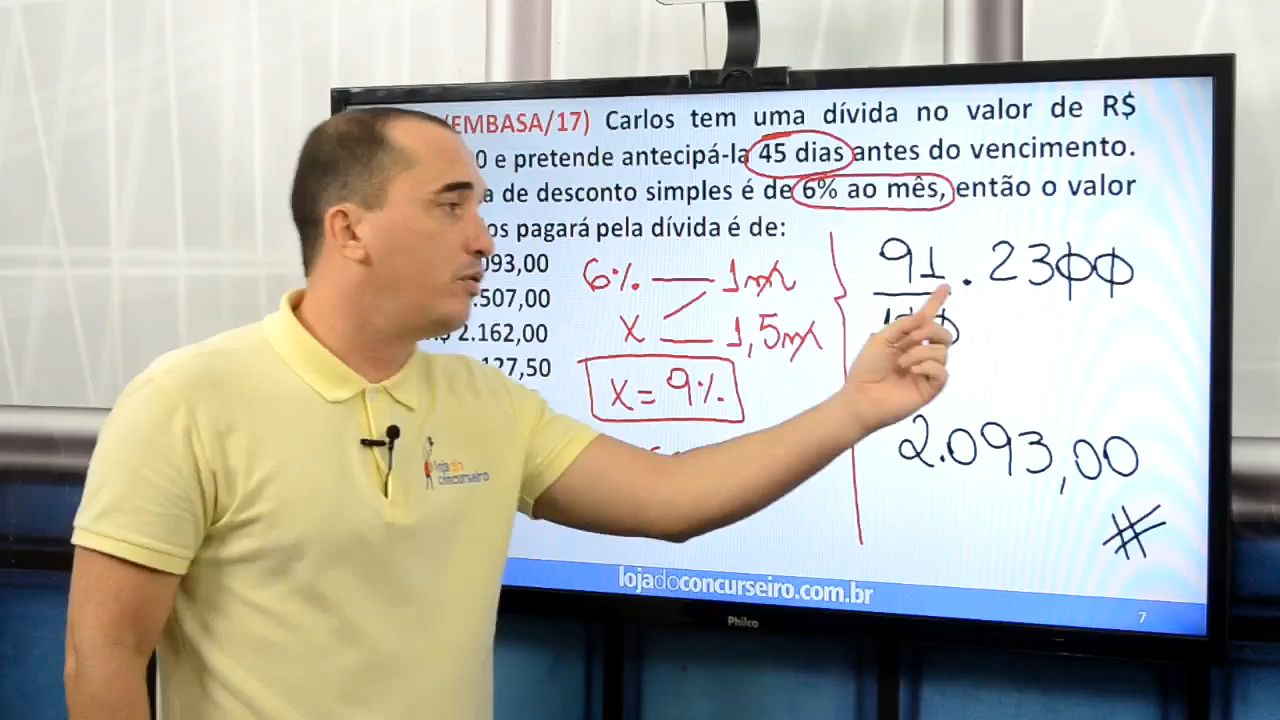 /EMBASA/17) Carlos tem uma dívida no valor de R$
0 e pretende antecipá-la 45 dias antes do vencimento.
a de desconto simples é de 6% ao mês, então o valor
os pagará pela dívida é de:
093,00
.507,00
R$ 2.162,00
127,50
6% — 1m
x — 1,5m
x = 9%
91 . 2300
100
2.093,00
#
loja do concurseiro
lojadoconcurseiro.com.br
7
Philco